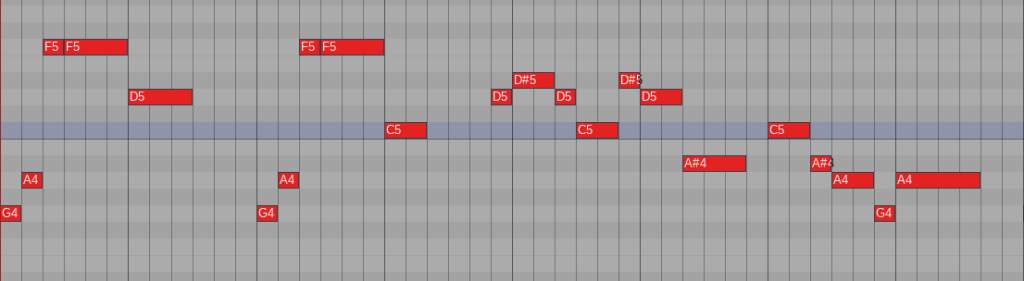 F5 F5 F5 F5
D#5 D#5
D5 D5 D5 D5
C5 C5 C5
A#4 A#4
A4 A4 A4 A4
G4 G4 G4